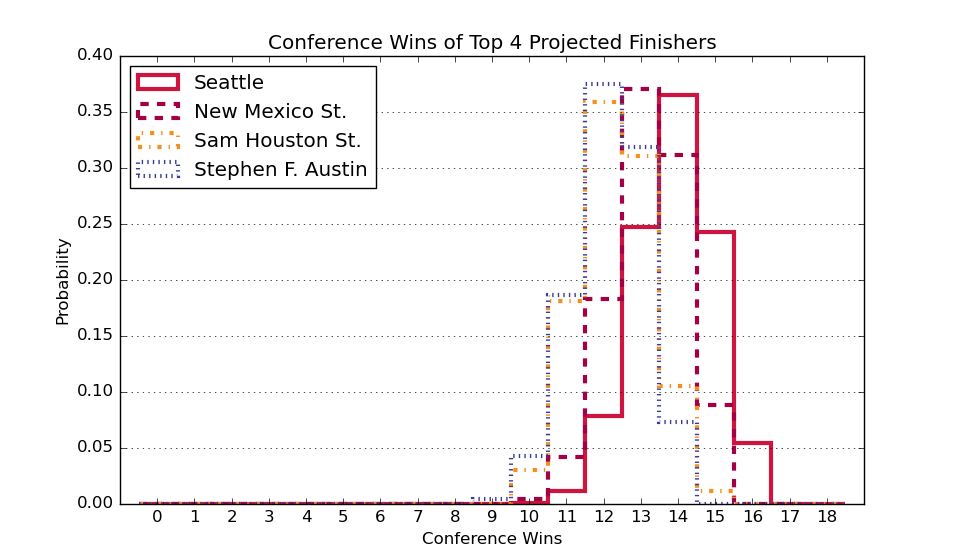 Conference Wins of Top 4 Projected Finishers
0.40
0.35
0.30
0.25
0.20
0.15
0.10
0.05
0.00
Probability
Seattle
New Mexico St.
Sam Houston St.
Stephen F. Austin
0 1 2 3 4 5 6 7 8 9 10 11 12 13 14 15 16 17 18
Conference Wins